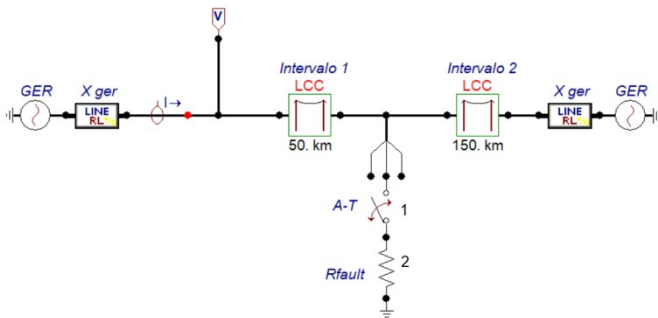 V
GER
X ger
LINE
RL
I→
Intervalo 1
LCC
50. km
Intervalo 2
LCC
150. km
X ger
LINE
RL
GER
A-T
1
Rfault
2